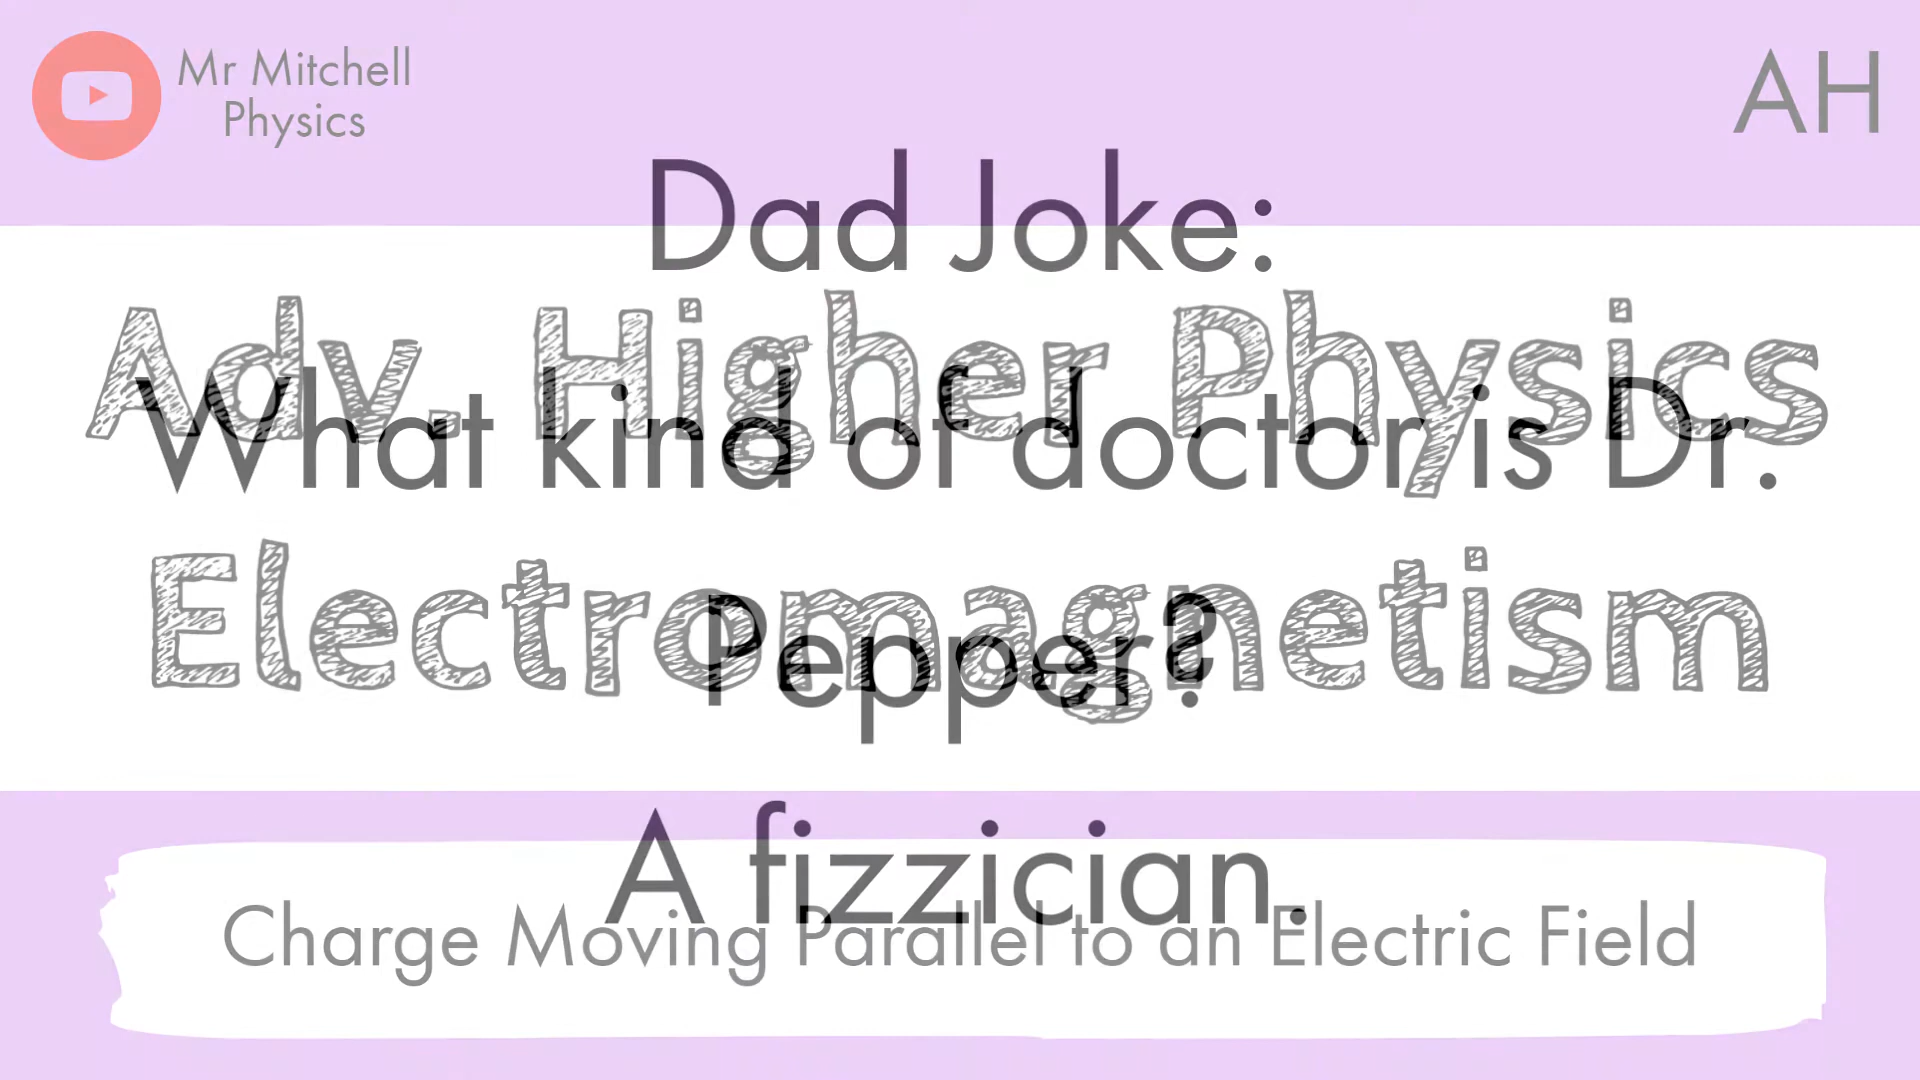 Mr Mitchell
Physics
AH
Dad Joke:
Adv. Higher Physics
What kind of doctor is Dr.
Electromagnetism
Pepper?
A fizzician.
Charge Moving Parallel to an Electric Field